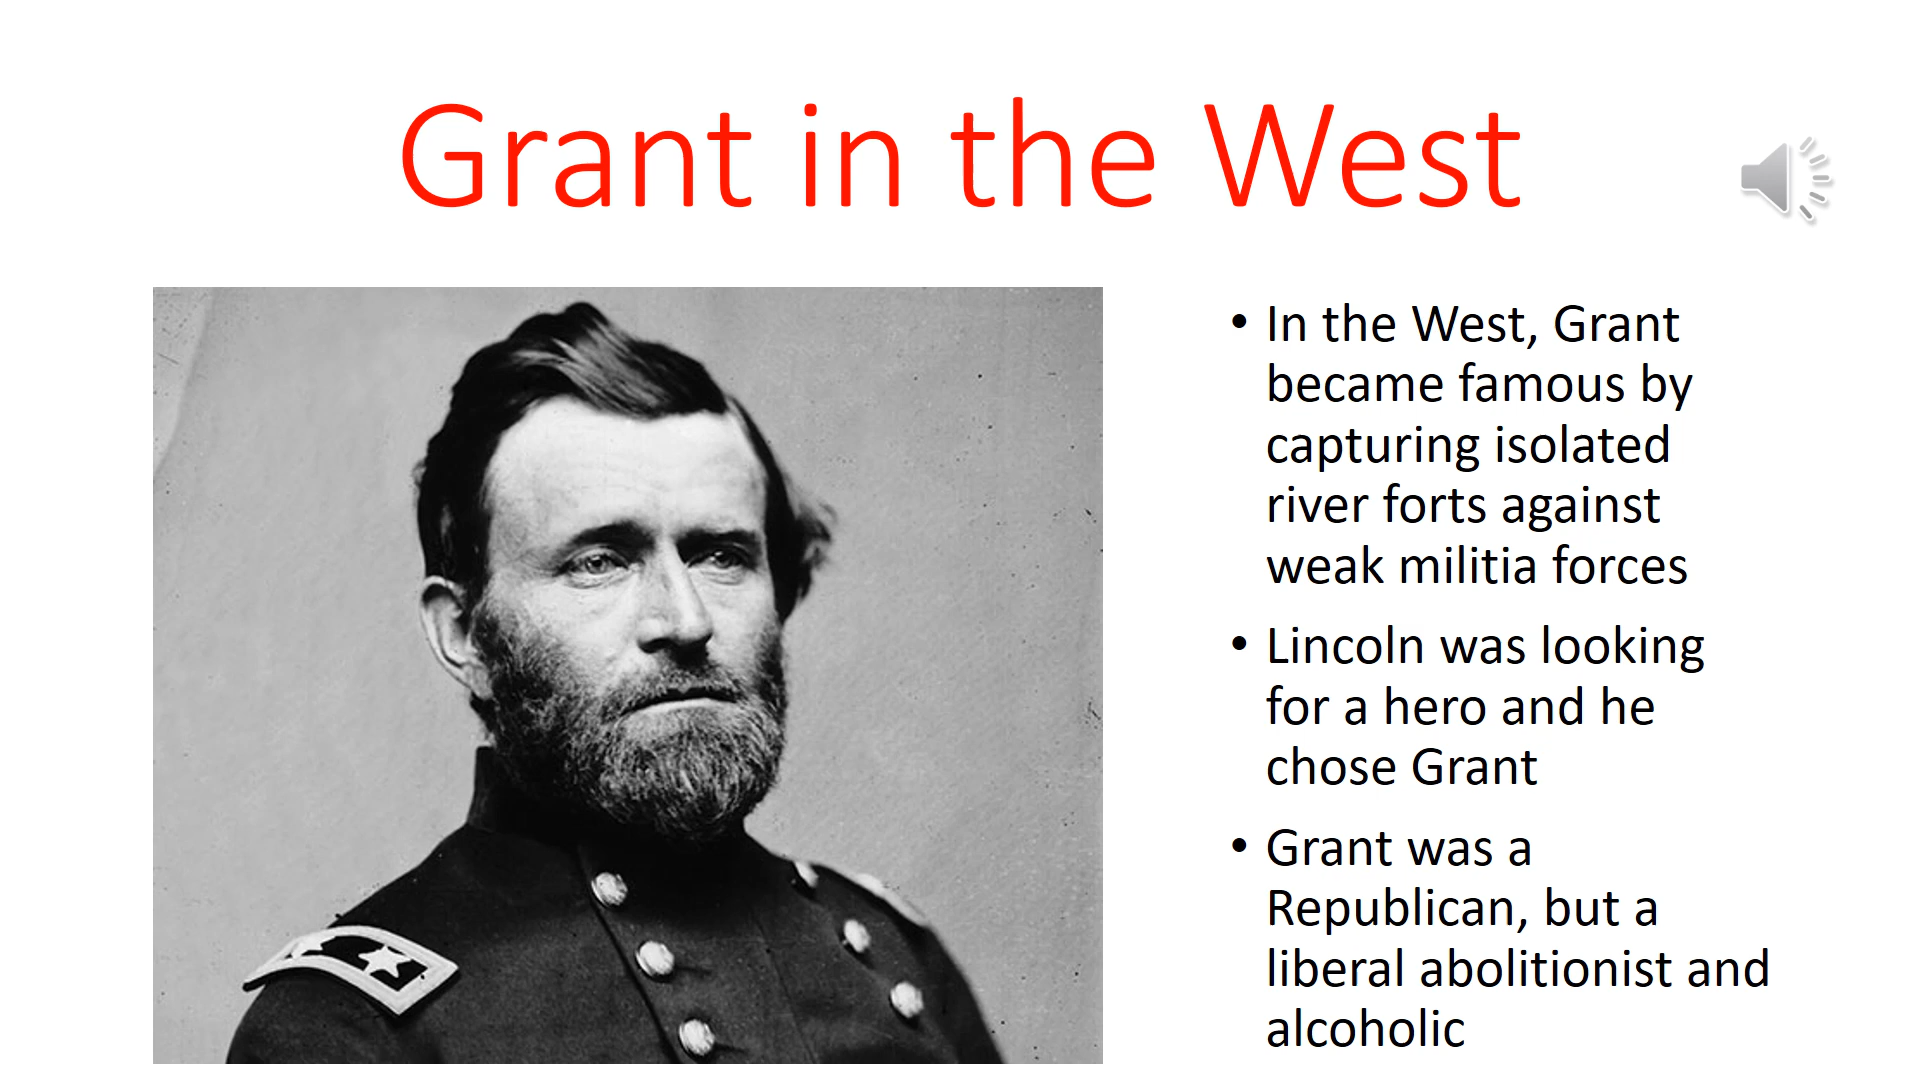 Grant in the West
• In the West, Grant
became famous by
capturing isolated
river forts against
weak militia forces
• Lincoln was looking
for a hero and he
chose Grant
• Grant was a
Republican, but a
liberal abolitionist and
alcoholic